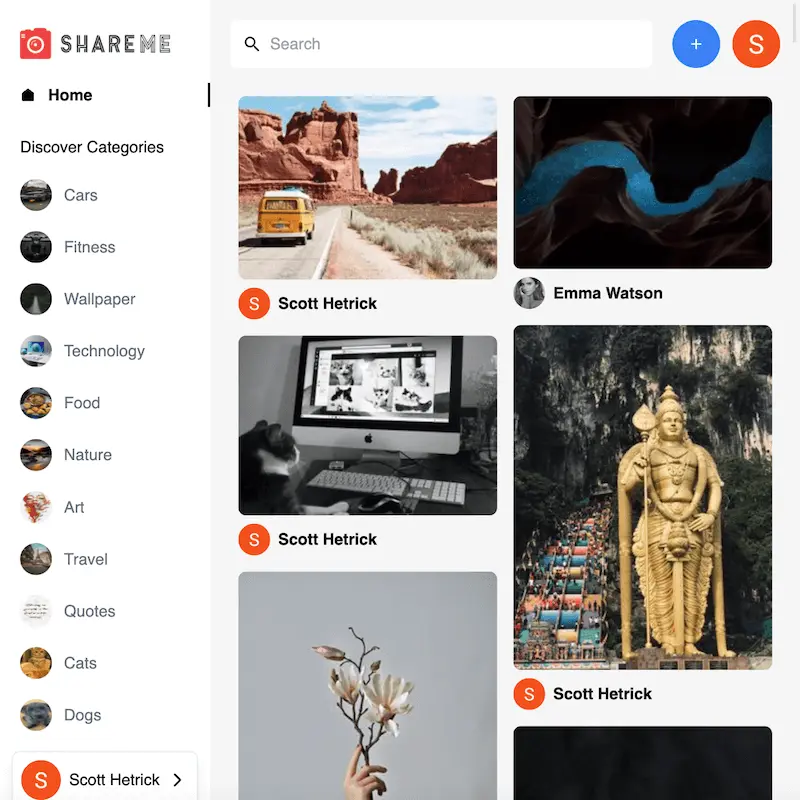 SHAREME
Search
+
S
Home
Discover Categories
Cars
Fitness
Wallpaper
Technology
Food
Nature
Art
Travel
Quotes
Cats
Dogs
S Scott Hetrick
S Scott Hetrick
Emma Watson
S Scott Hetrick
S Scott Hetrick